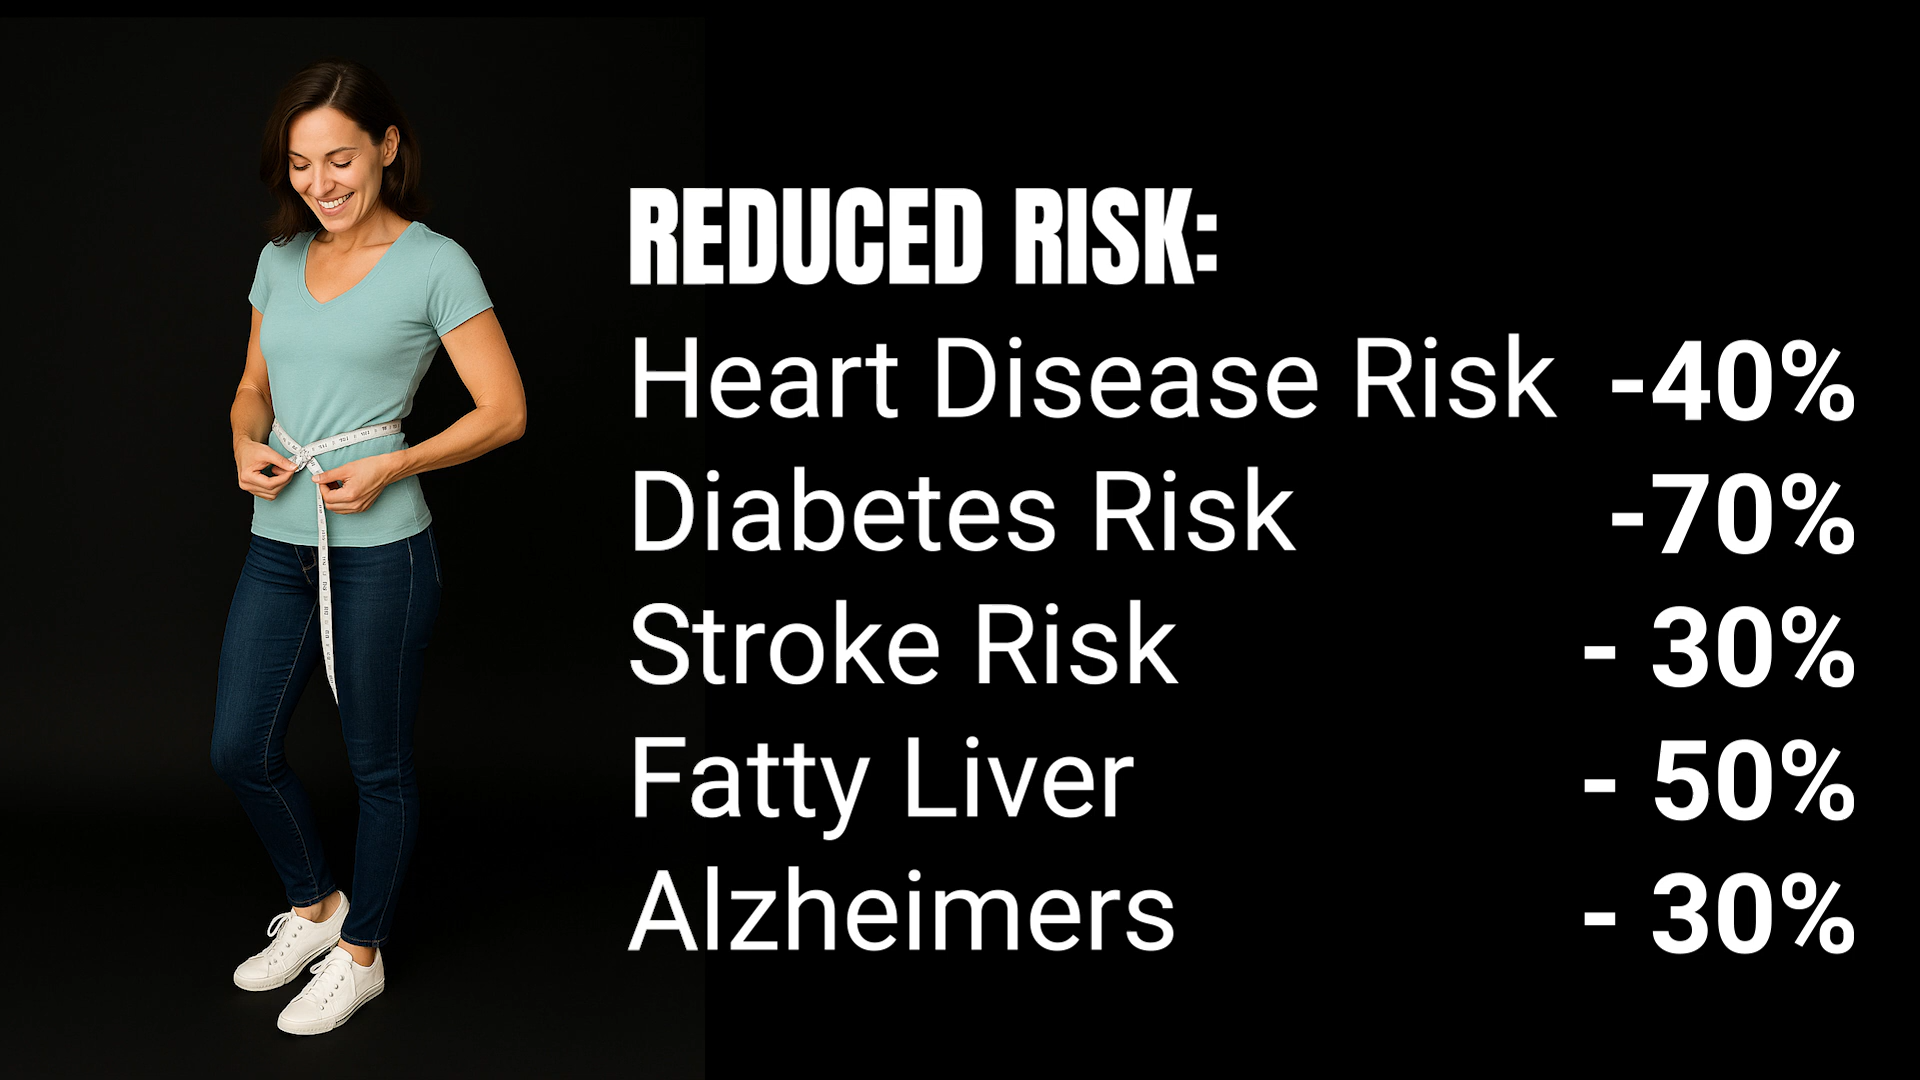 REDUCED RISK:
Heart Disease Risk -40%
Diabetes Risk -70%
Stroke Risk - 30%
Fatty Liver - 50%
Alzheimers - 30%